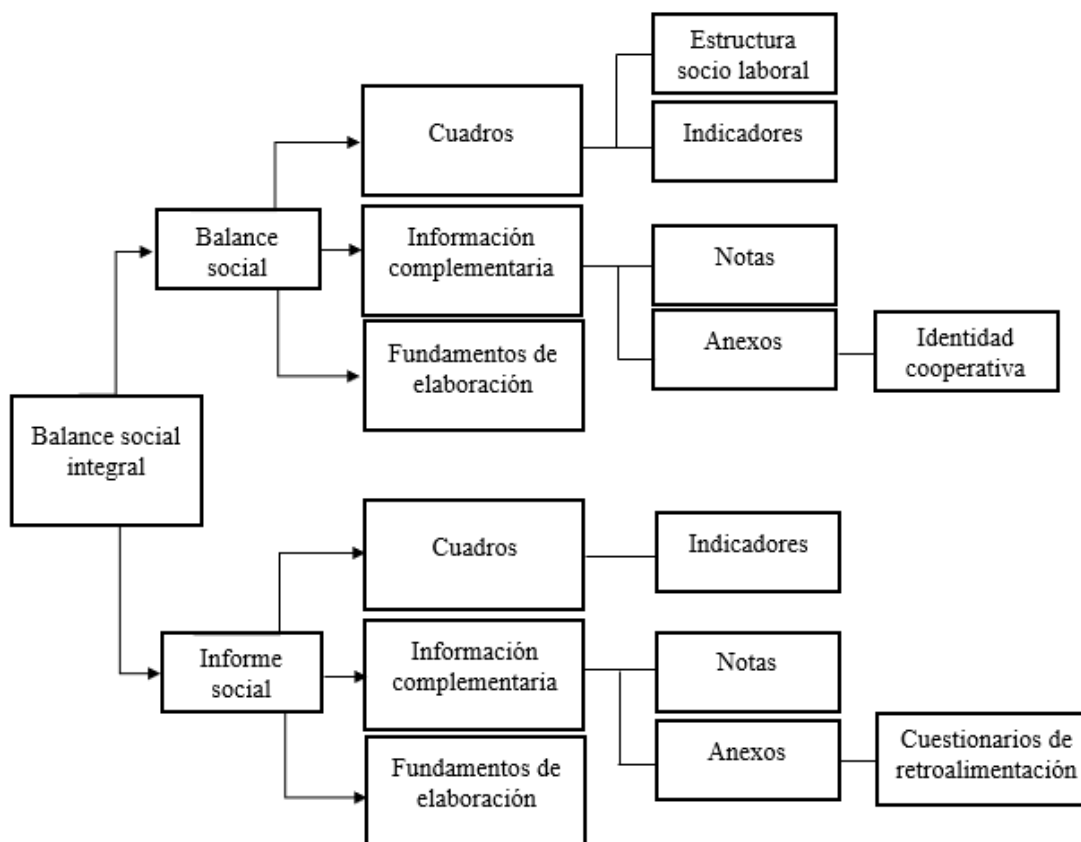 Estructura
socio laboral
Cuadros
Indicadores
Balance
social
Información
complementaria
Notas
Fundamentos de
elaboración
Anexos
Identidad
cooperativa
Balance social
integral
Cuadros
Indicadores
Informe
social
Información
complementaria
Notas
Fundamentos de
elaboración
Anexos
Cuestionarios de
retroalimentación